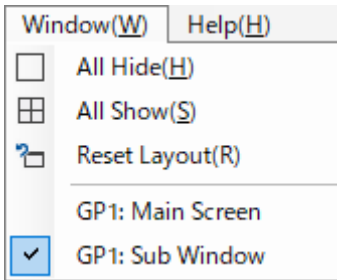 Window(W) Help(H)
All Hide(H)
All Show(S)
Reset Layout(R)
GP1: Main Screen
GP1: Sub Window